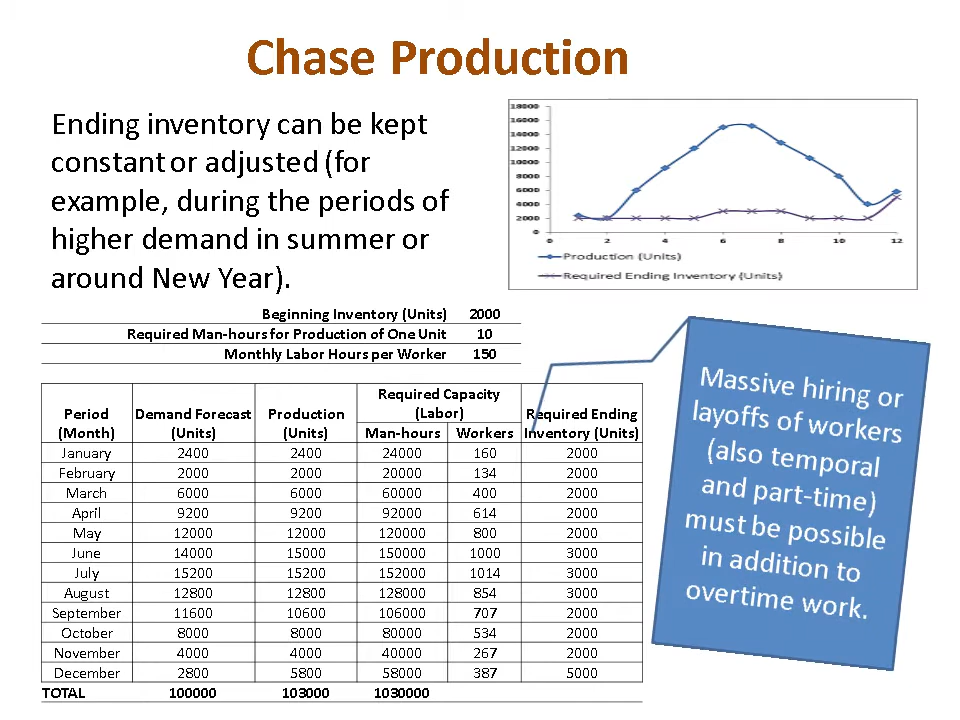 Chase Production
Ending inventory can be kept
constant or adjusted (for
example, during the periods of
higher demand in summer or
around New Year).
18000
16000
14000
12000
10000
8000
6000
4000
2000
0
0 2 4 6 8 10 12
Production (Units)
Required Ending Inventory (Units)
Beginning Inventory (Units) 2000
Required Man-hours for Production of One Unit 10
Monthly Labor Hours per Worker 150
Period (Month) Demand Forecast (Units) Production (Units) Required Capacity (Labor) Required Ending Inventory (Units)
Man-hours Workers
January 2400 2400 24000 160 2000
February 2000 2000 20000 134 2000
March 6000 6000 60000 400 2000
April 9200 9200 92000 614 2000
May 12000 12000 120000 800 2000
June 14000 15000 150000 1000 3000
July 15200 15200 152000 1014 3000
August 12800 12800 128000 854 3000
September 11600 10600 106000 707 2000
October 8000 8000 80000 534 2000
November 4000 4000 40000 267 2000
December 2800 5800 58000 387 5000
TOTAL 100000 103000 1030000
Massive hiring or
layoffs of workers
(also temporal
and part-time)
must be possible
in addition to
overtime work.